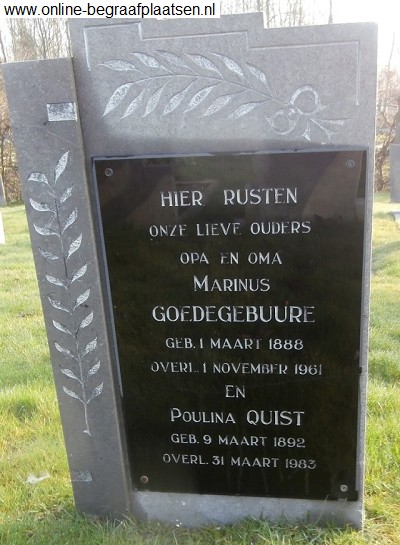 www.online-begraafplaatsen.nl
HIER RUSTEN
ONZE LIEVE OUDERS
OPA EN OMA
MARINUS
GOEDEGEBUURE
GEB. 1 MAART 1888
OVERL. 1 NOVEMBER 1961
EN
POULINA QUIST
GEB. 9 MAART 1892
OVERL. 31 MAART 1983